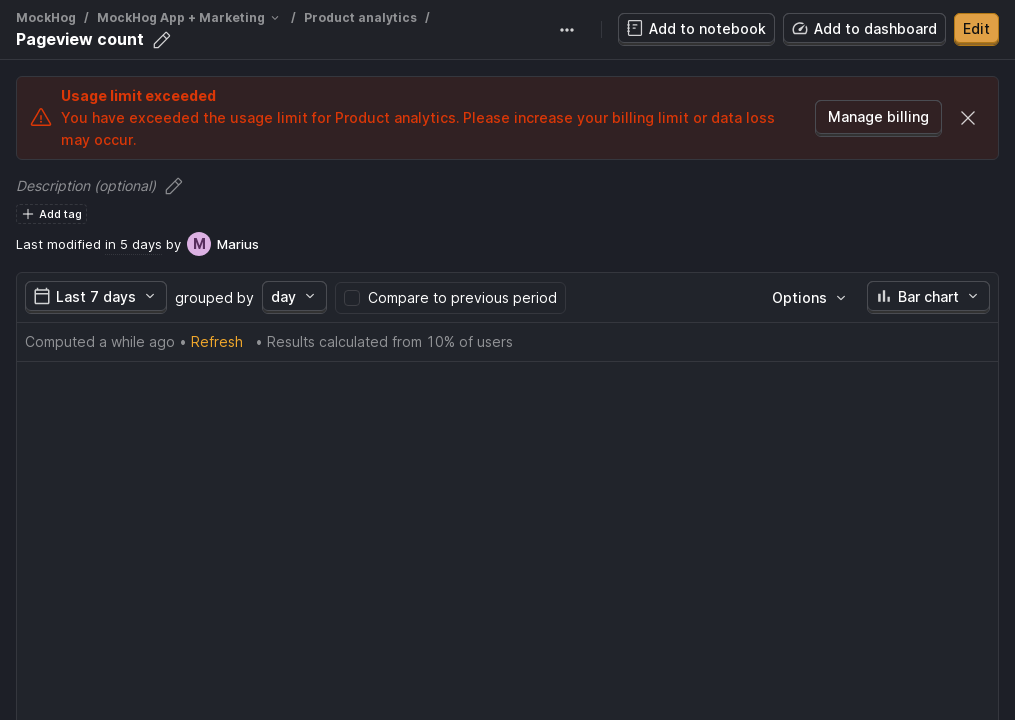 MockHog / MockHog App + Marketing / Product analytics /
Pageview count
Add to notebook
Add to dashboard
Edit
Usage limit exceeded
You have exceeded the usage limit for Product analytics. Please increase your billing limit or data loss
may occur.
Manage billing
Description (optional)
Add tag
Last modified in 5 days by M Marius
Last 7 days grouped by day Compare to previous period Options Bar chart
Computed a while ago • Refresh • Results calculated from 10% of users